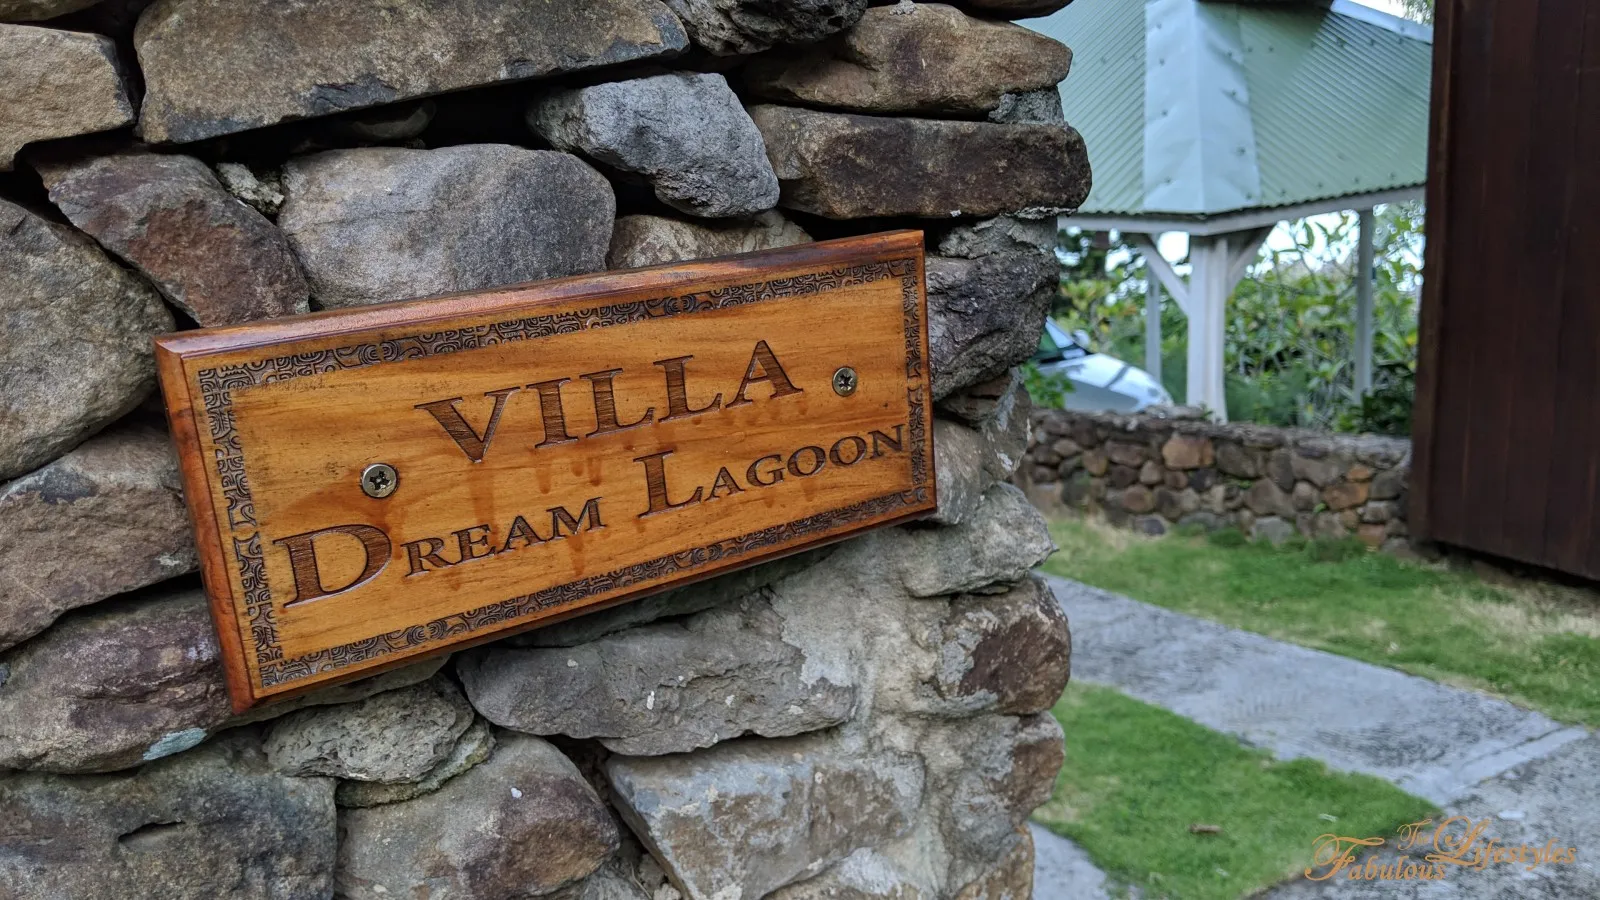 VILLA
DREAM LAGOON
The
Fabulous Lifestyles